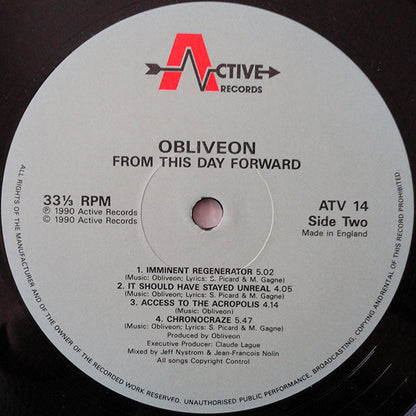 ACTIVE
RECORDS
OBLIVEON
FROM THIS DAY FORWARD
33⅓ RPM
℗ 1990 Active Records
© 1990 Active Records
ATV 14
Side Two
Made in England
1. IMMINENT REGENERATOR 5.02
(Music: Obliveon; Lyrics: S. Picard & M. Gagne)
2. IT SHOULD HAVE STAYED UNREAL 4.05
(Music: Obliveon; Lyrics: S. Picard & M. Gagne)
3. ACCESS TO THE ACROPOLIS 4.14
(Music: Obliveon)
4. CHRONOCRAZE 5.47
(Music: Obliveon; Lyrics: S. Picard & M. Gagne)
Produced by Obliveon
Executive Producer: Claude Lague
Mixed by Jeff Nystrom & Jean-Francois Nolin
All songs Copyright Control
ALL RIGHTS OF THE MANUFACTURER AND OF THE OWNER OF THE RECORDED WORK RESERVED. UNAUTHORISED PUBLIC PERFORMANCE, BROADCASTING, COPYING AND RENTAL OF THIS RECORD PROHIBITED.